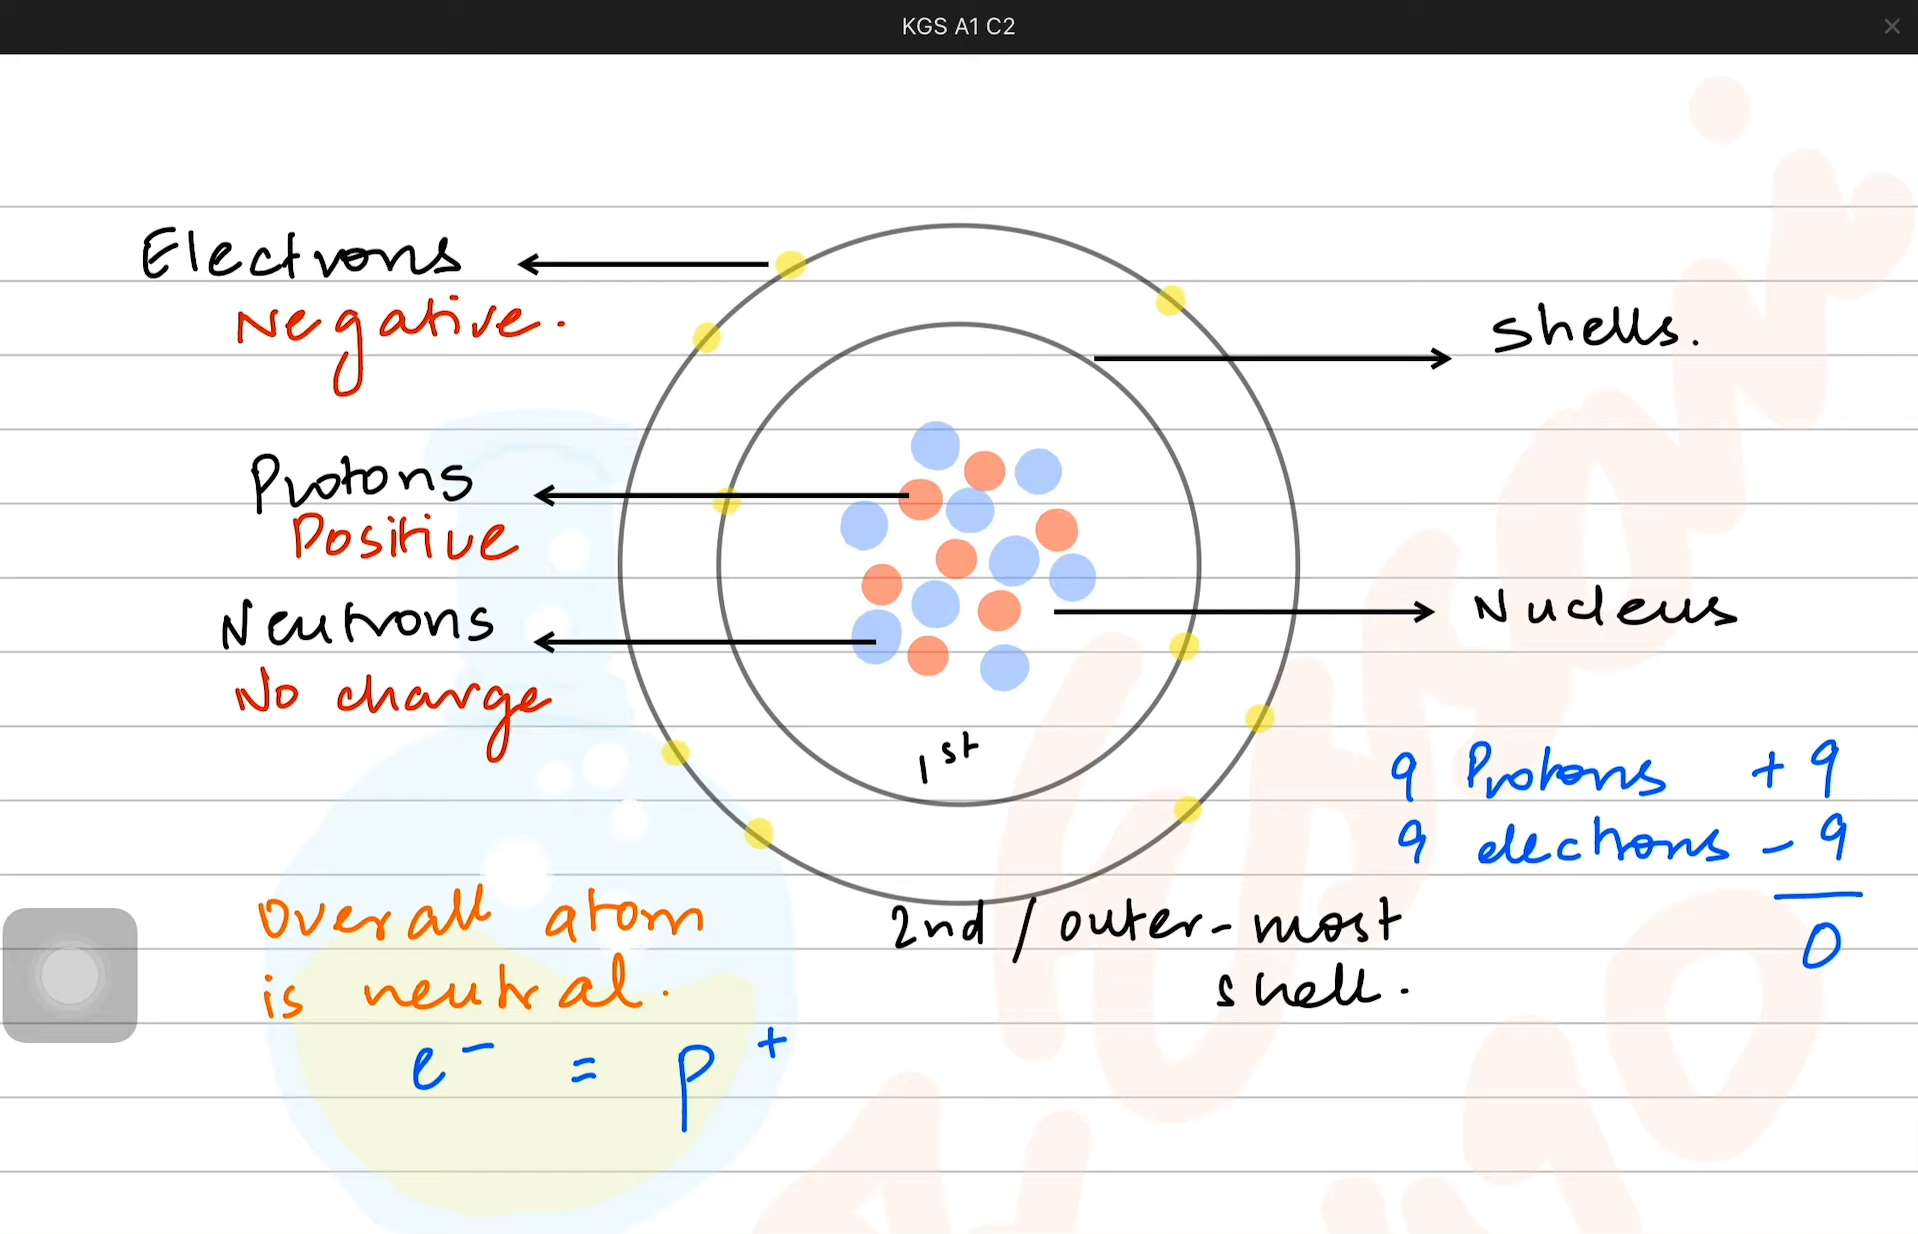 KGS A1 C2
Electrons
Negative.
shells.
Protons
Positive
Neutrons
No charge
Nucleus
1st
9 Protons + 9
9 electrons - 9
0
Overall atom
is neutral.
2nd / outer-most
shell.
e⁻ = p⁺